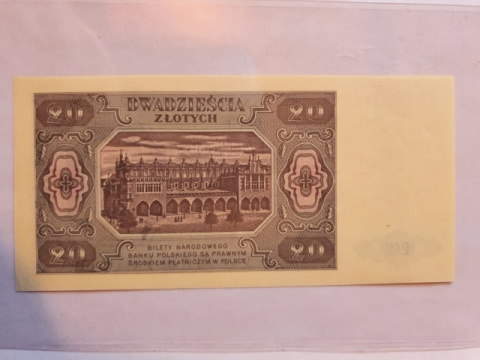 20 DWADZIEŚCIA 20
ZŁOTYCH
20 20
BILETY NARODOWEGO
BANKU POLSKIEGO SĄ PRAWNYM
ŚRODKIEM PŁATNICZYM W POLSCE